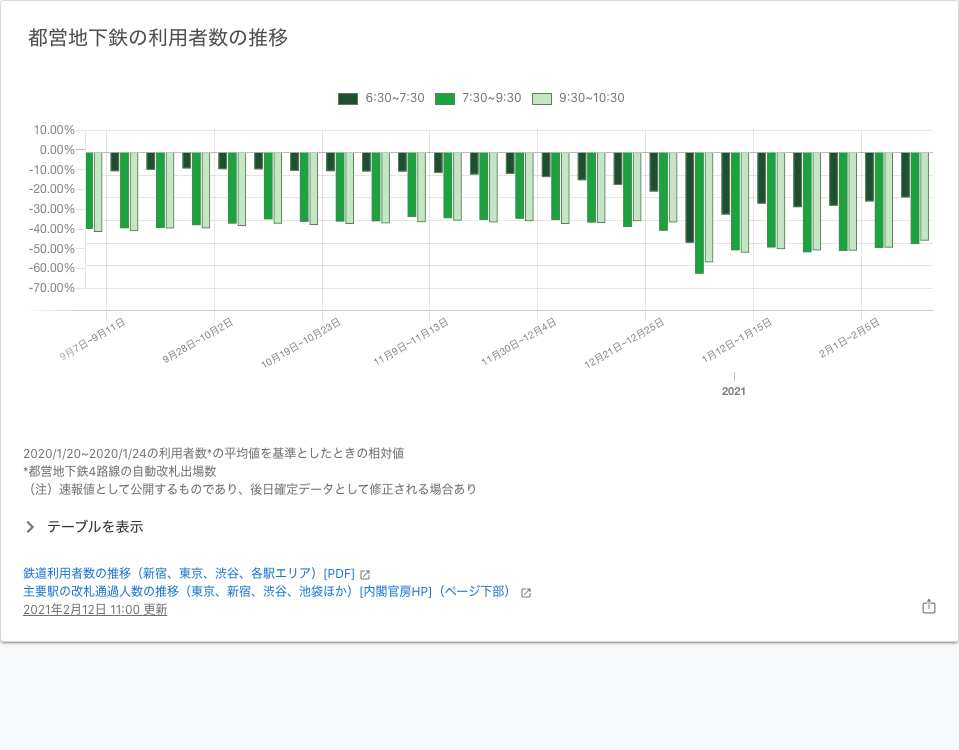 都営地下鉄の利用者数の推移
6:30~7:30 7:30~9:30 9:30~10:30
10.00%
0.00%
-10.00%
-20.00%
-30.00%
-40.00%
-50.00%
-60.00%
-70.00%
9月7日~9月11日
9月28日~10月2日
10月19日~10月23日
11月9日~11月13日
11月30日~12月4日
12月21日~12月25日
1月12日~1月15日
2月1日~2月5日
2021
2020/1/20~2020/1/24の利用者数*の平均値を基準としたときの相対値
*都営地下鉄4路線の自動改札出場数
（注）速報値として公開するものであり、後日確定データとして修正される場合あり
テーブルを表示
鉄道利用者数の推移（新宿、東京、渋谷、各駅エリア）[PDF]
主要駅の改札通過人数の推移（東京、新宿、渋谷、池袋ほか）[内閣官房HP]（ページ下部）
2021年2月12日 11:00 更新